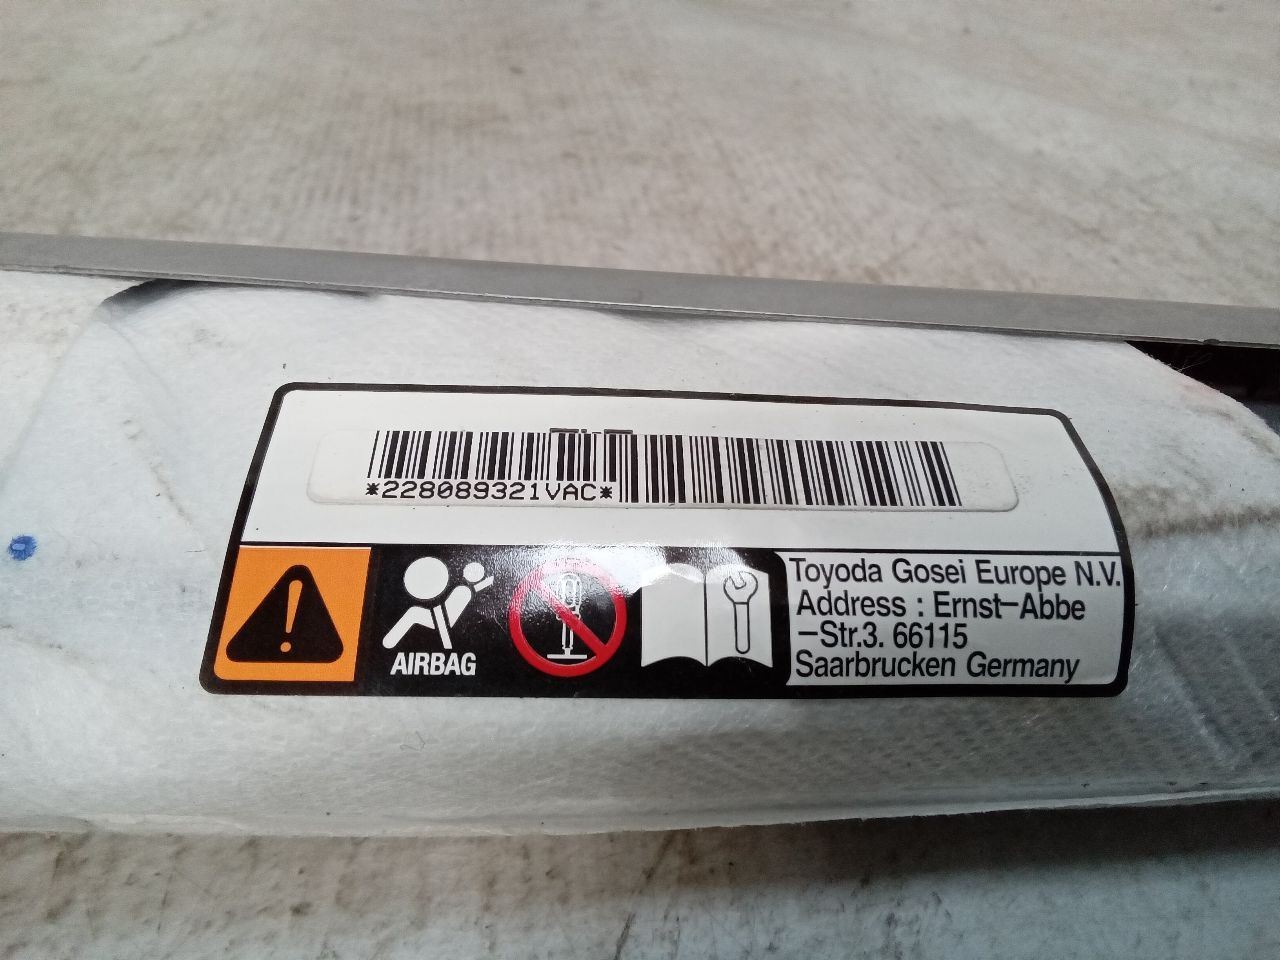 *228089321VAC*
AIRBAG
Toyoda Gosei Europe N.V.
Address : Ernst-Abbe
-Str.3. 66115
Saarbrucken Germany